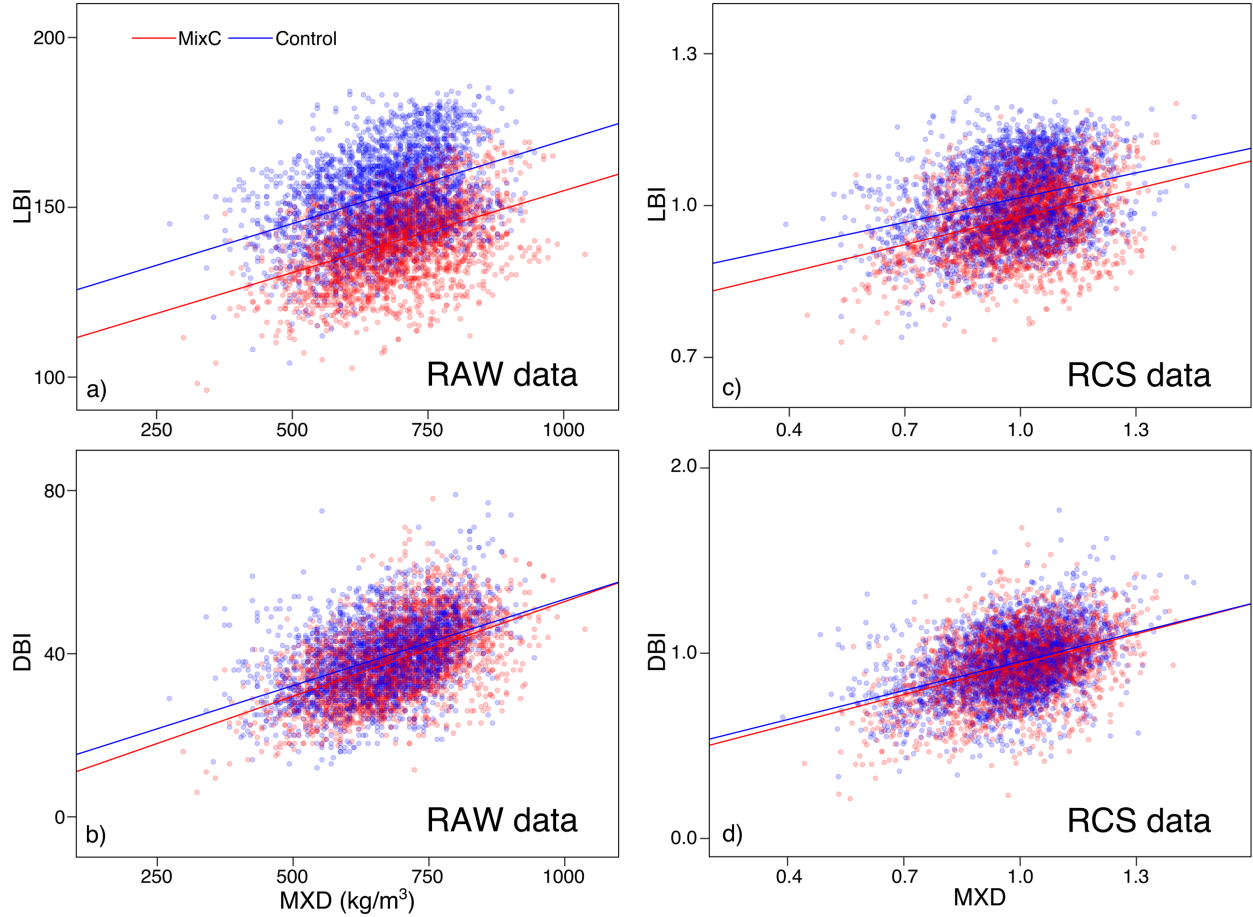 200
150
100
LBI
MixC
Control
RAW data
a)
250 500 750 1000
1.3
1.0
0.7
LBI
RCS data
c)
0.4 0.7 1.0 1.3
80
40
0
DBI
RAW data
b)
250 500 750 1000
MXD (kg/m³)
2.0
1.0
0.0
DBI
RCS data
d)
0.4 0.7 1.0 1.3
MXD